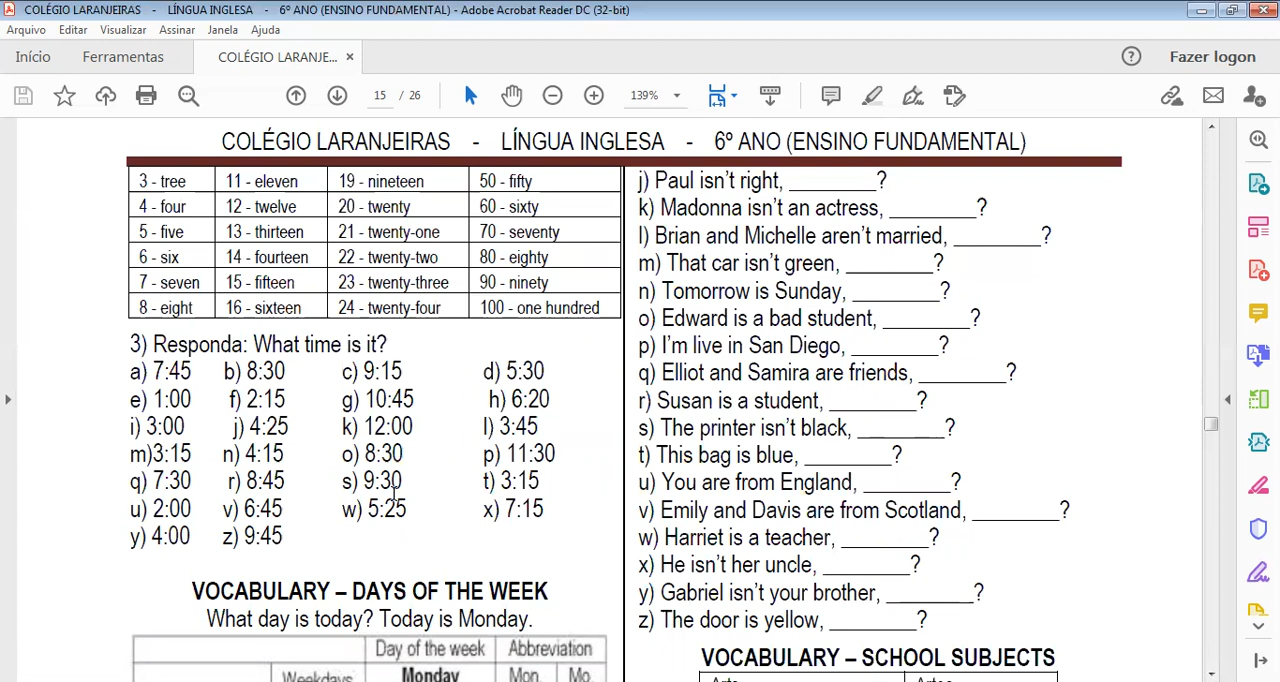 COLÉGIO LARANJEIRAS - LÍNGUA INGLESA - 6º ANO (ENSINO FUNDAMENTAL) - Adobe Acrobat Reader DC (32-bit)
Arquivo Editar Visualizar Assinar Janela Ajuda
Início Ferramentas COLÉGIO LARANJE... × Fazer logon
15 / 26 139%
COLÉGIO LARANJEIRAS - LÍNGUA INGLESA - 6º ANO (ENSINO FUNDAMENTAL)
3 - tree 11 - eleven 19 - nineteen 50 - fifty
4 - four 12 - twelve 20 - twenty 60 - sixty
5 - five 13 - thirteen 21 - twenty-one 70 - seventy
6 - six 14 - fourteen 22 - twenty-two 80 - eighty
7 - seven 15 - fifteen 23 - twenty-three 90 - ninety
8 - eight 16 - sixteen 24 - twenty-four 100 - one hundred
3) Responda: What time is it?
a) 7:45 b) 8:30 c) 9:15 d) 5:30
e) 1:00 f) 2:15 g) 10:45 h) 6:20
i) 3:00 j) 4:25 k) 12:00 l) 3:45
m)3:15 n) 4:15 o) 8:30 p) 11:30
q) 7:30 r) 8:45 s) 9:30 t) 3:15
u) 2:00 v) 6:45 w) 5:25 x) 7:15
y) 4:00 z) 9:45
VOCABULARY – DAYS OF THE WEEK
What day is today? Today is Monday.
Day of the week Abbreviation
Weekdays Monday Mon. Mo.
j) Paul isn't right, ________?
k) Madonna isn't an actress, ________?
l) Brian and Michelle aren't married, ________?
m) That car isn't green, ________?
n) Tomorrow is Sunday, ________?
o) Edward is a bad student, ________?
p) I'm live in San Diego, ________?
q) Elliot and Samira are friends, ________?
r) Susan is a student, ________?
s) The printer isn't black, ________?
t) This bag is blue, ________?
u) You are from England, ________?
v) Emily and Davis are from Scotland, ________?
w) Harriet is a teacher, ________?
x) He isn't her uncle, ________?
y) Gabriel isn't your brother, ________?
z) The door is yellow, ________?
VOCABULARY – SCHOOL SUBJECTS